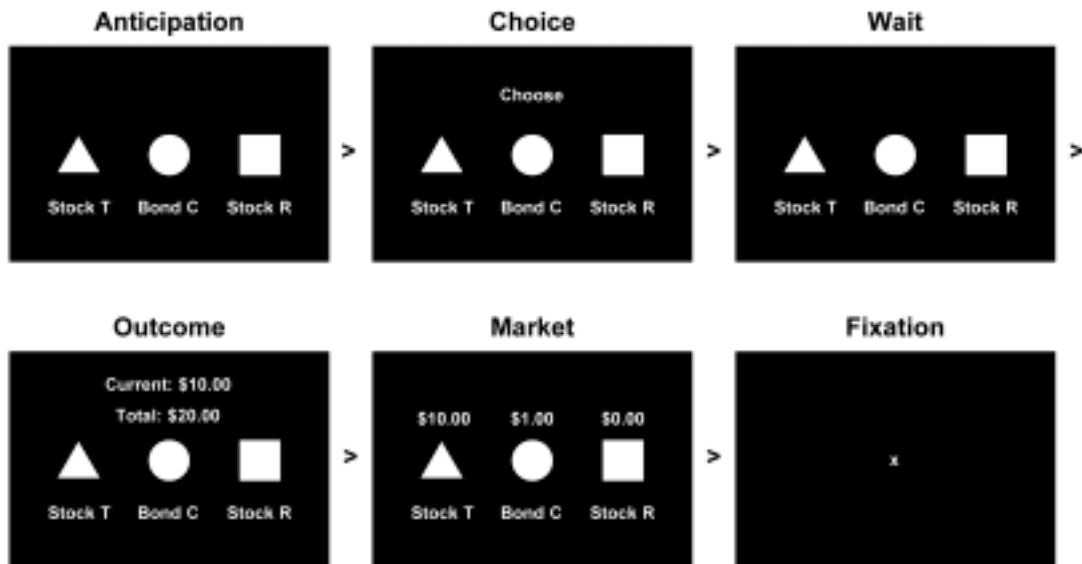 Anticipation
Choice
Wait
Choose
Stock T Bond C Stock R
>
Stock T Bond C Stock R
>
Stock T Bond C Stock R
>
Outcome
Market
Fixation
Current: $10.00
Total: $20.00
Stock T Bond C Stock R
>
$10.00 $1.00 $0.00
Stock T Bond C Stock R
>
x